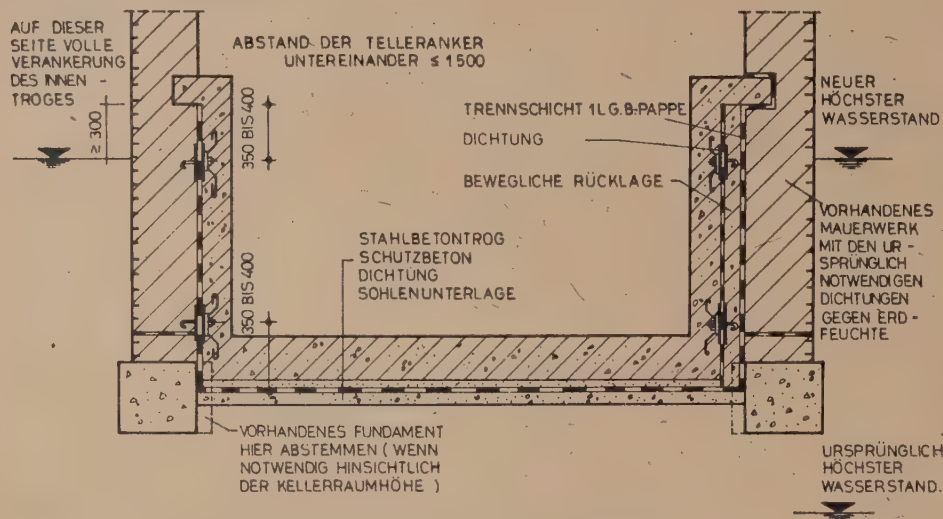 AUF DIESER
SEITE VOLLE
VERANKERUNG
DES INNEN -
TROGES
ABSTAND DER TELLERANKER
UNTEREINANDER ≤ 1500
≈ 300
350 BIS 400
350 BIS 400
TRENNSCHICHT 1L G.B-PAPPE
DICHTUNG
BEWEGLICHE RÜCKLAGE
NEUER
HÖCHSTER
WASSERSTAND
STAHLBETONTROG
SCHUTZBETON
DICHTUNG
SOHLENUNTERLAGE
VORHANDENES
MAUERWERK
MIT DEN UR -
SPRÜNGLICH
NOTWENDIGEN
DICHTUNGEN
GEGEN ERD -
FEUCHTE
VORHANDENES FUNDAMENT
HIER ABSTEMMEN ( WENN
NOTWENDIG HINSICHTLICH
DER KELLERRAUMHÖHE )
URSPRÜNGLICH
HÖCHSTER
WASSERSTAND.